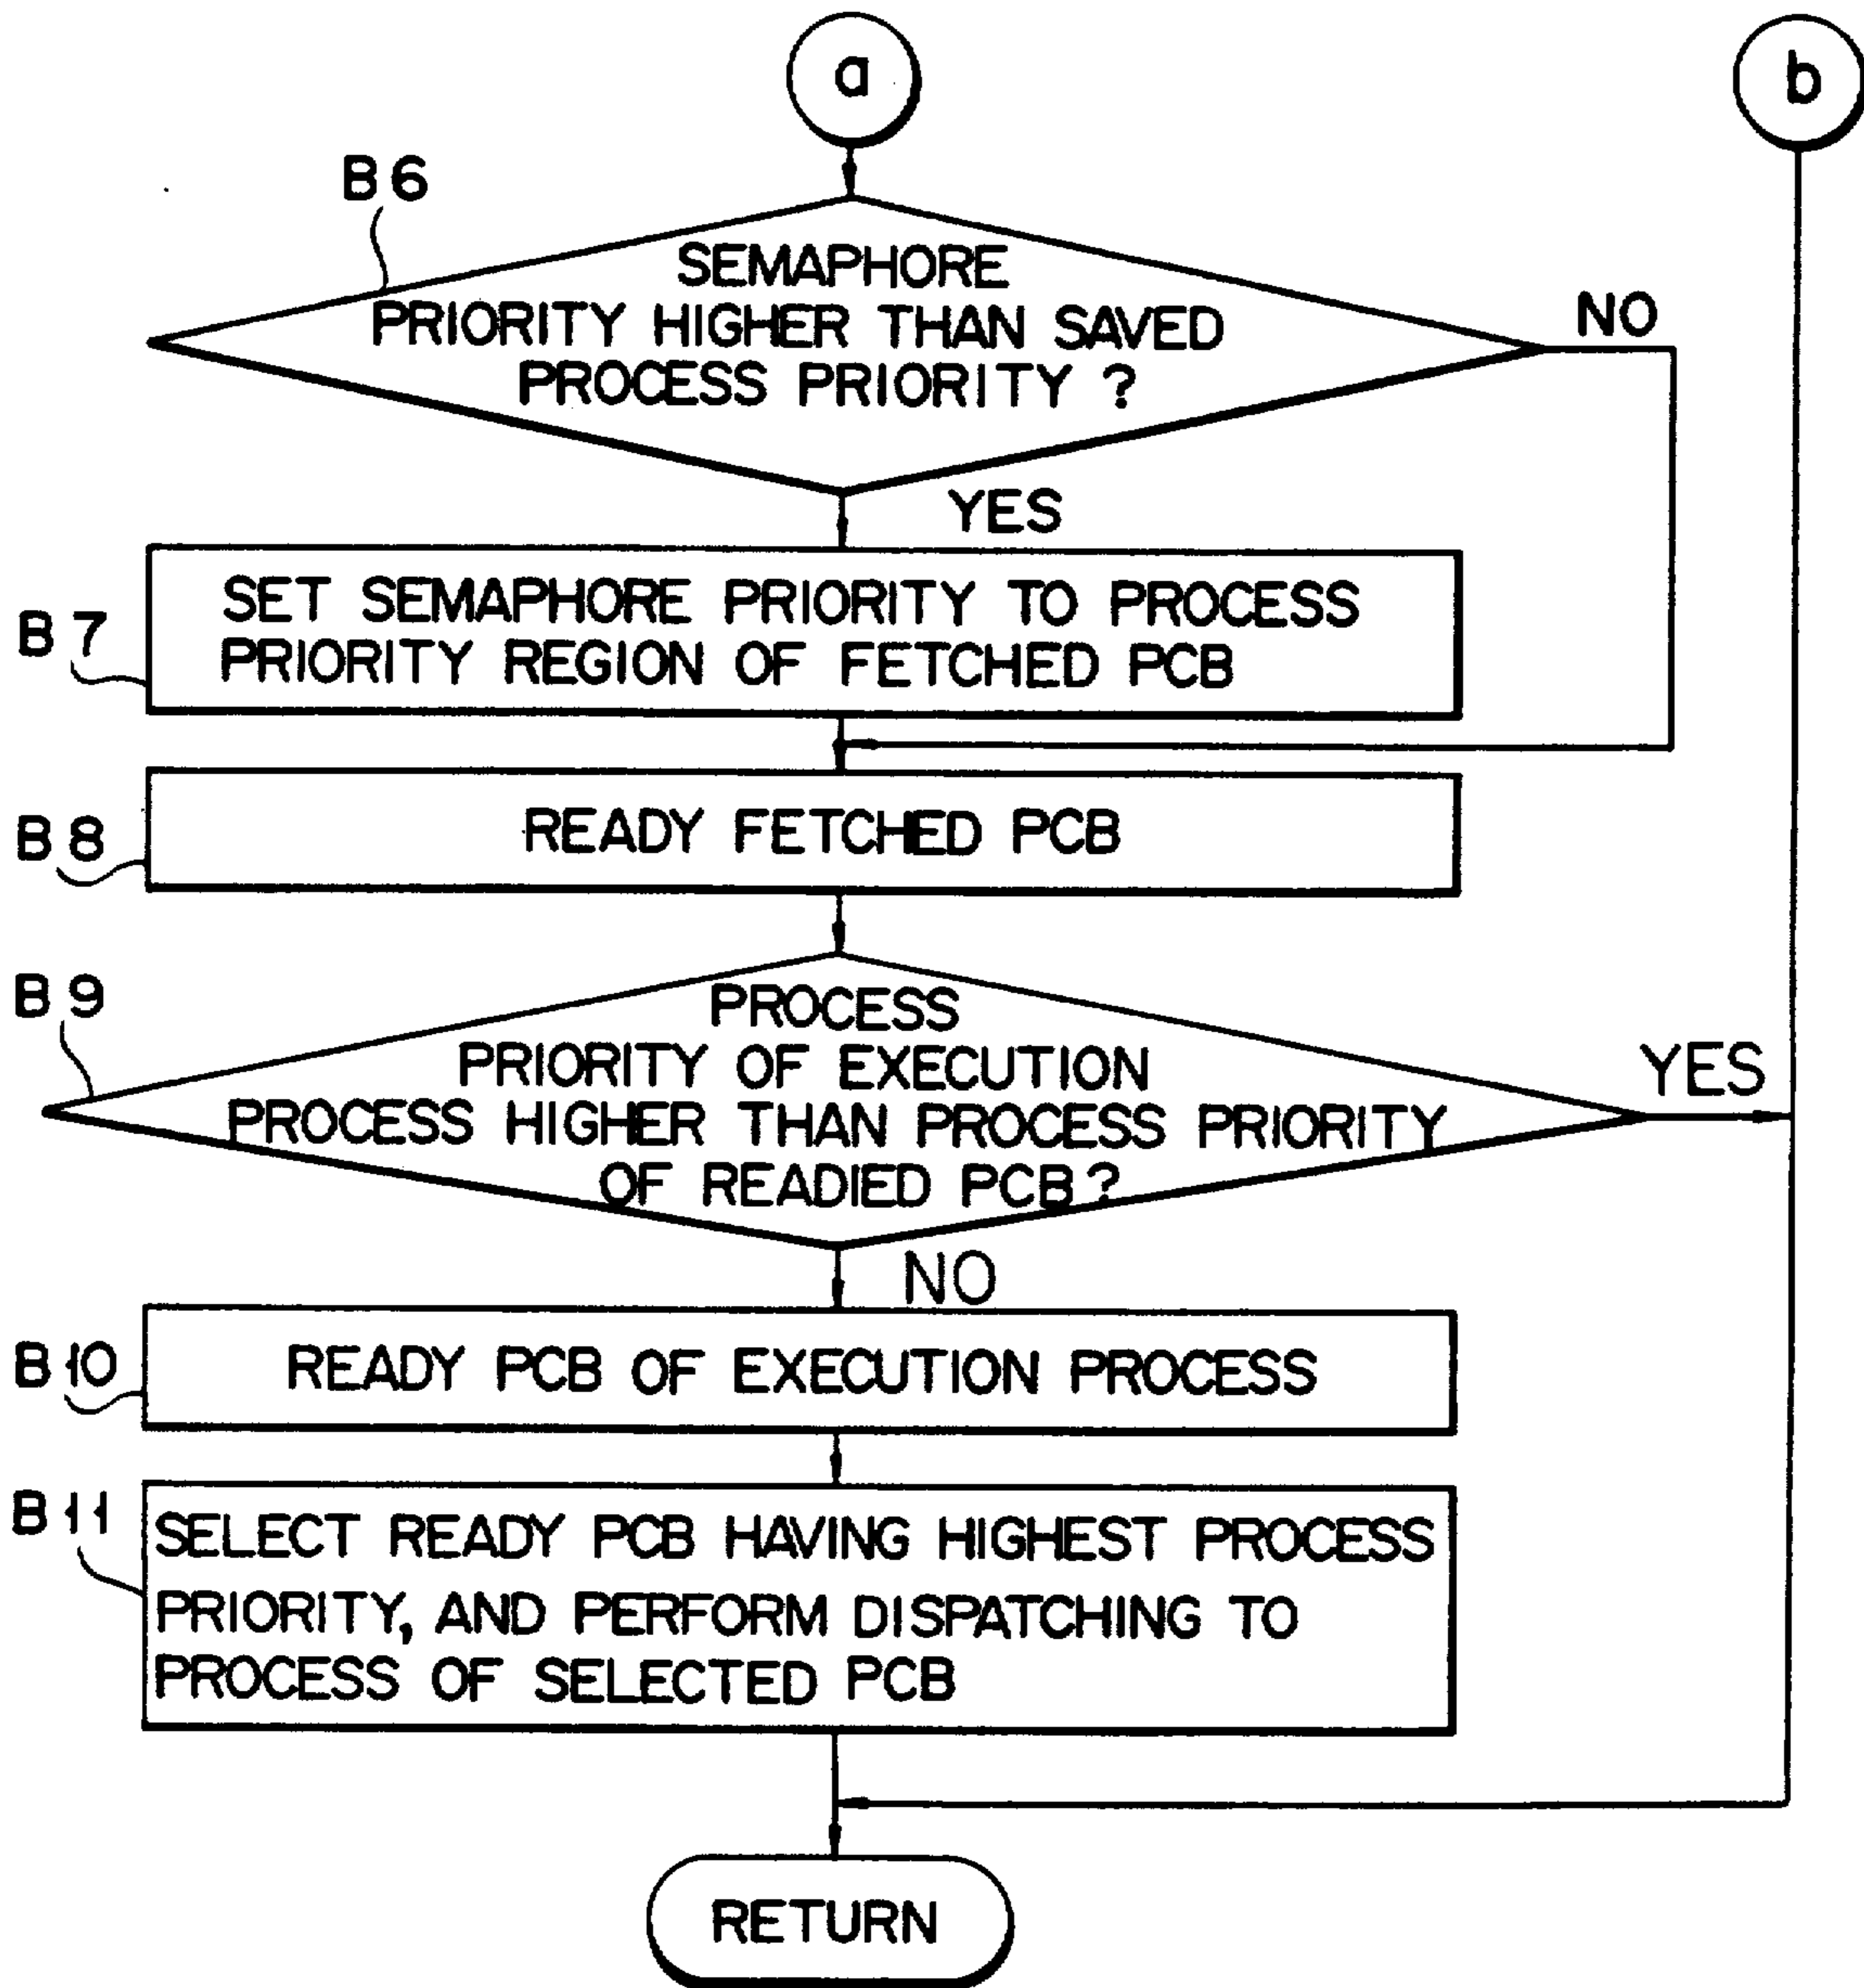 a
b
B6
SEMAPHORE
PRIORITY HIGHER THAN SAVED
PROCESS PRIORITY ?
NO
YES
B7
SET SEMAPHORE PRIORITY TO PROCESS
PRIORITY REGION OF FETCHED PCB
B8
READY FETCHED PCB
B9
PROCESS
PRIORITY OF EXECUTION
PROCESS HIGHER THAN PROCESS PRIORITY
OF READIED PCB?
YES
NO
B10
READY PCB OF EXECUTION PROCESS
B11
SELECT READY PCB HAVING HIGHEST PROCESS
PRIORITY, AND PERFORM DISPATCHING TO
PROCESS OF SELECTED PCB
RETURN